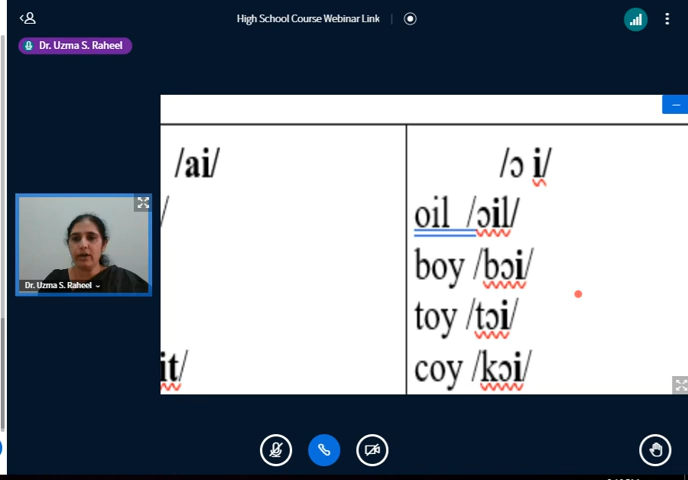 High School Course Webinar Link
Dr. Uzma S. Raheel
/ai/
/ɔ i/
/
oil /ɔil/
boy /bɔi/
toy /tɔi/
it/
coy /kɔi/
Dr. Uzma S. Raheel